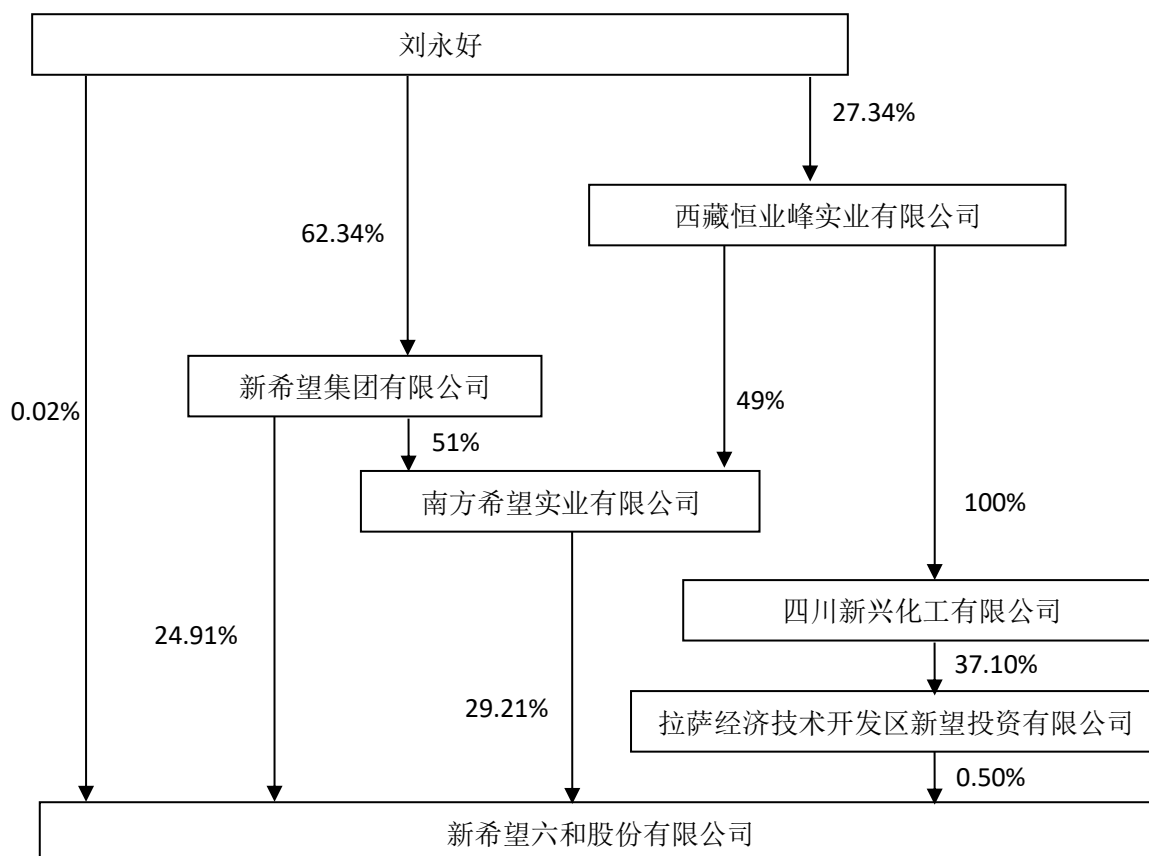 刘永好
27.34%
西藏恒业峰实业有限公司
62.34%
新希望集团有限公司
0.02%
49%
51%
南方希望实业有限公司
100%
四川新兴化工有限公司
24.91%
37.10%
29.21%
拉萨经济技术开发区新望投资有限公司
0.50%
新希望六和股份有限公司